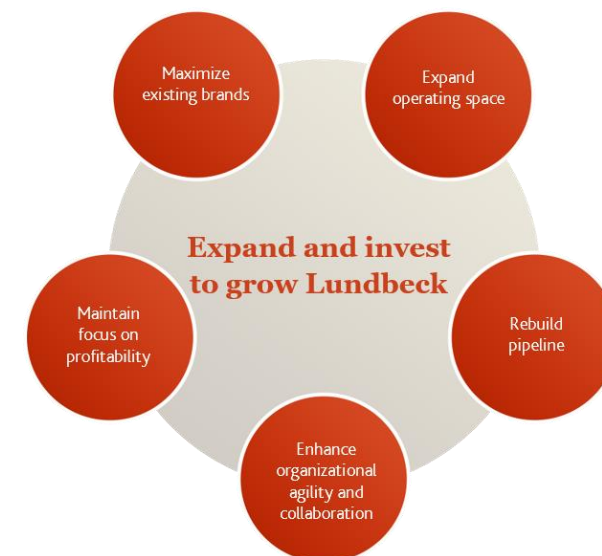 Maximize
existing brands
Expand
operating space
Expand and invest
to grow Lundbeck
Maintain
focus on
profitability
Rebuild
pipeline
Enhance
organizational
agility and
collaboration